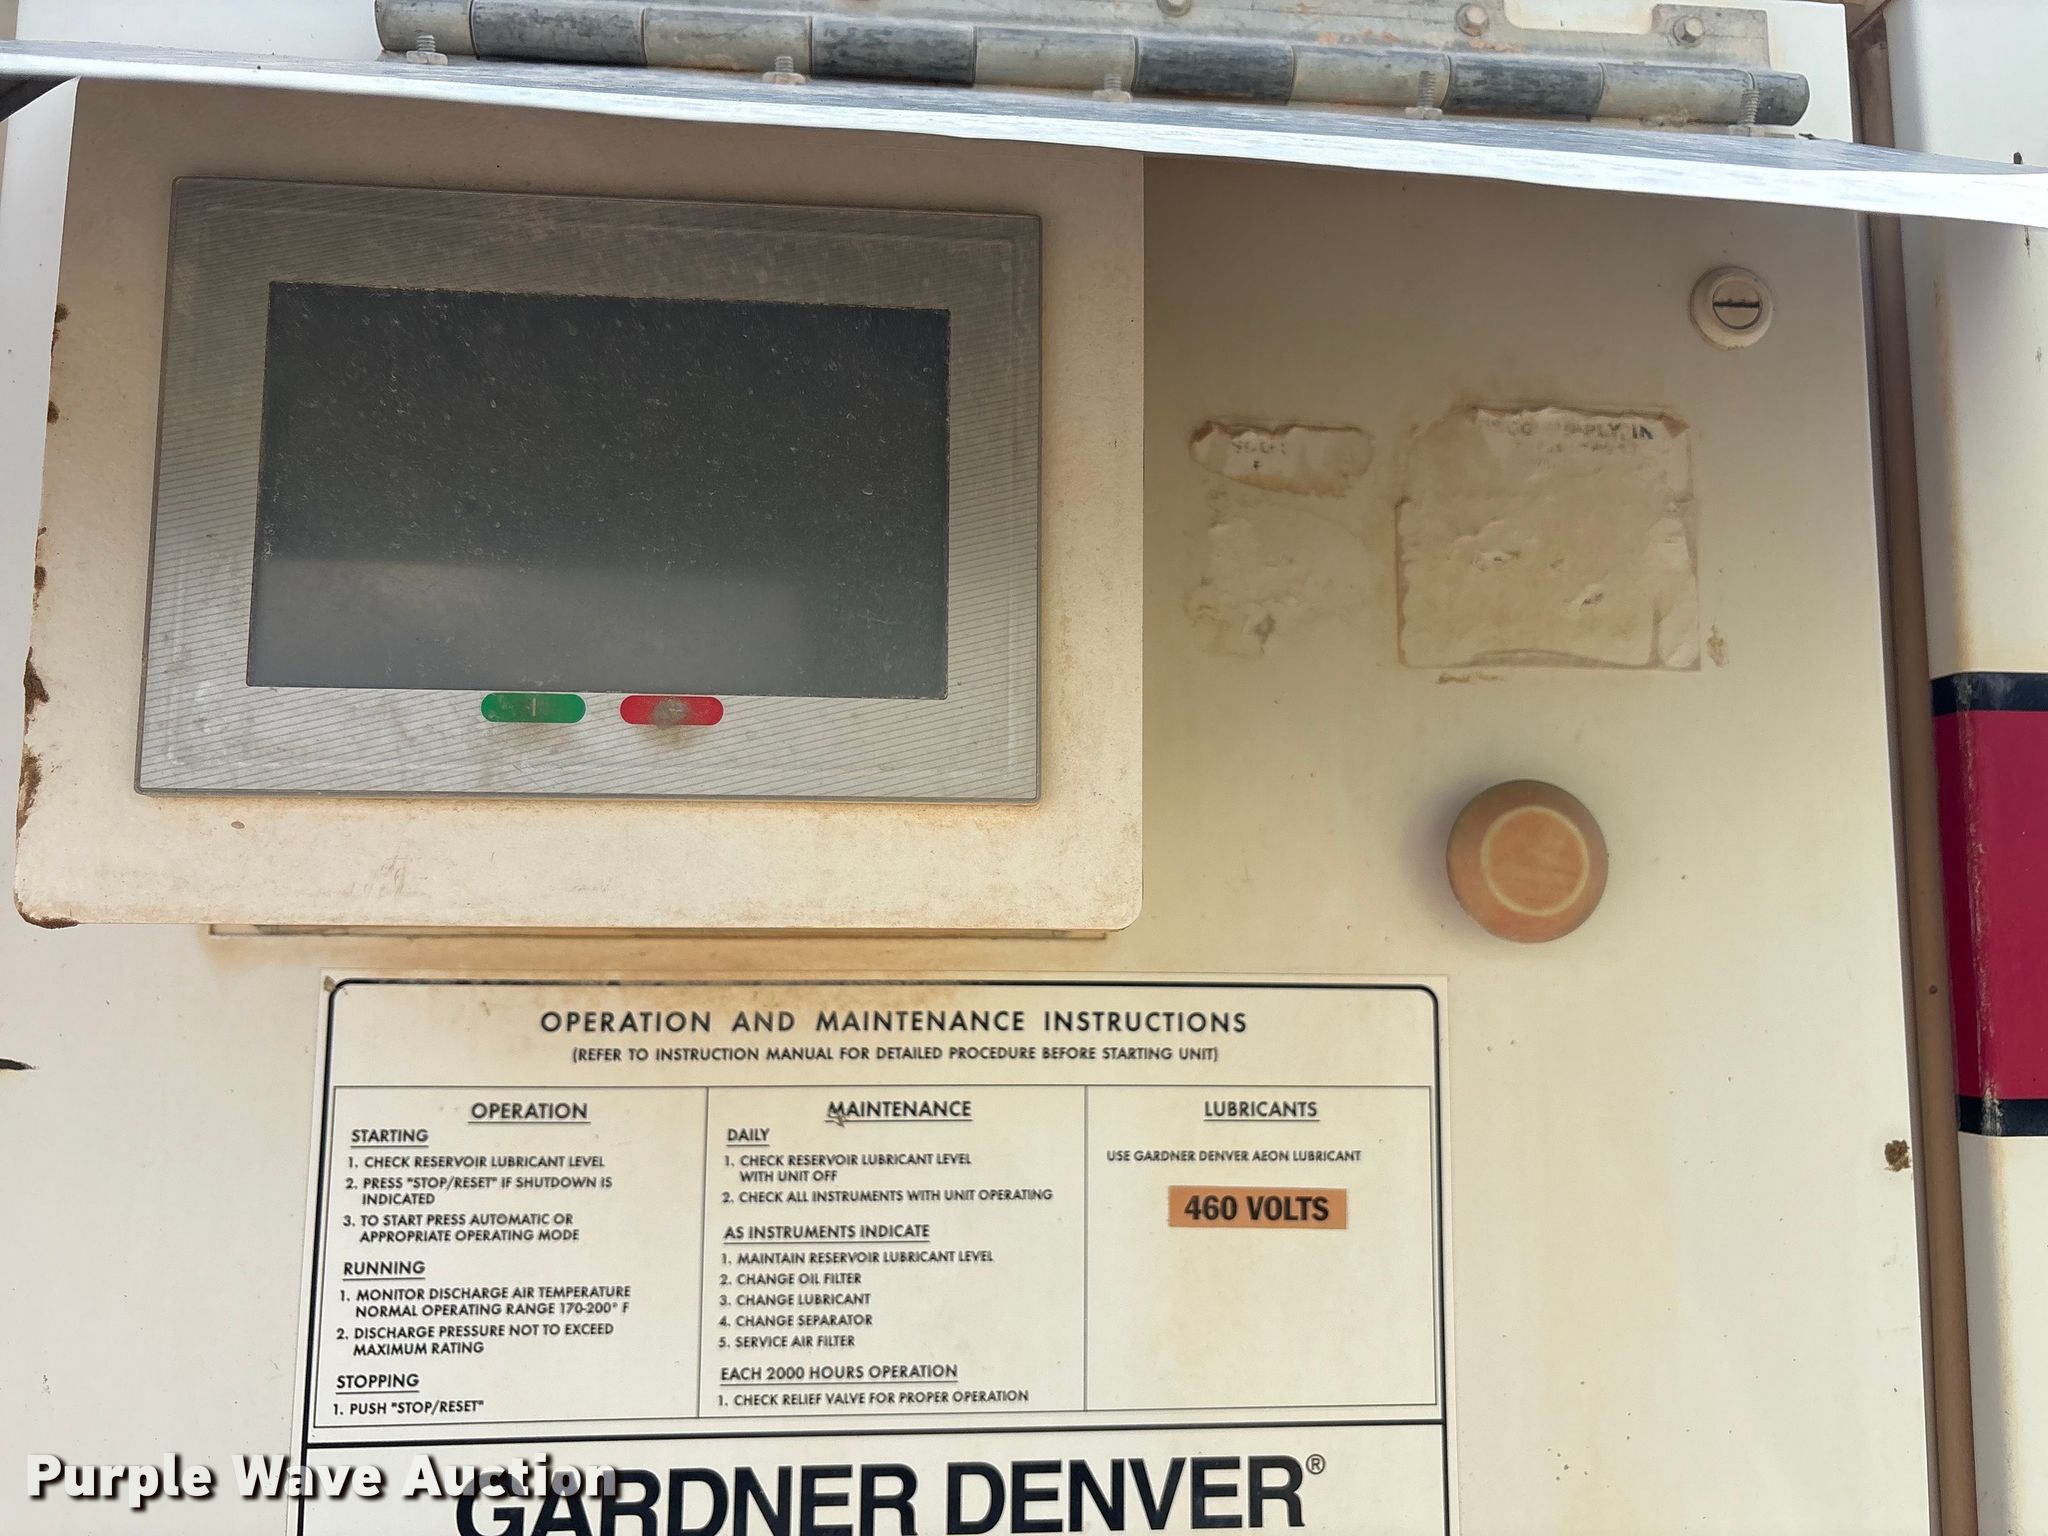 OPERATION AND MAINTENANCE INSTRUCTIONS
(REFER TO INSTRUCTION MANUAL FOR DETAILED PROCEDURE BEFORE STARTING UNIT)
OPERATION
STARTING
1. CHECK RESERVOIR LUBRICANT LEVEL
2. PRESS "STOP/RESET" IF SHUTDOWN IS
INDICATED
3. TO START PRESS AUTOMATIC OR
APPROPRIATE OPERATING MODE
RUNNING
1. MONITOR DISCHARGE AIR TEMPERATURE
NORMAL OPERATING RANGE 170-200° F
2. DISCHARGE PRESSURE NOT TO EXCEED
MAXIMUM RATING
STOPPING
1. PUSH "STOP/RESET"
MAINTENANCE
DAILY
1. CHECK RESERVOIR LUBRICANT LEVEL
WITH UNIT OFF
2. CHECK ALL INSTRUMENTS WITH UNIT OPERATING
AS INSTRUMENTS INDICATE
1. MAINTAIN RESERVOIR LUBRICANT LEVEL
2. CHANGE OIL FILTER
3. CHANGE LUBRICANT
4. CHANGE SEPARATOR
5. SERVICE AIR FILTER
EACH 2000 HOURS OPERATION
1. CHECK RELIEF VALVE FOR PROPER OPERATION
LUBRICANTS
USE GARDNER DENVER AEON LUBRICANT
460 VOLTS
GARDNER DENVER®
Purple Wave Auction